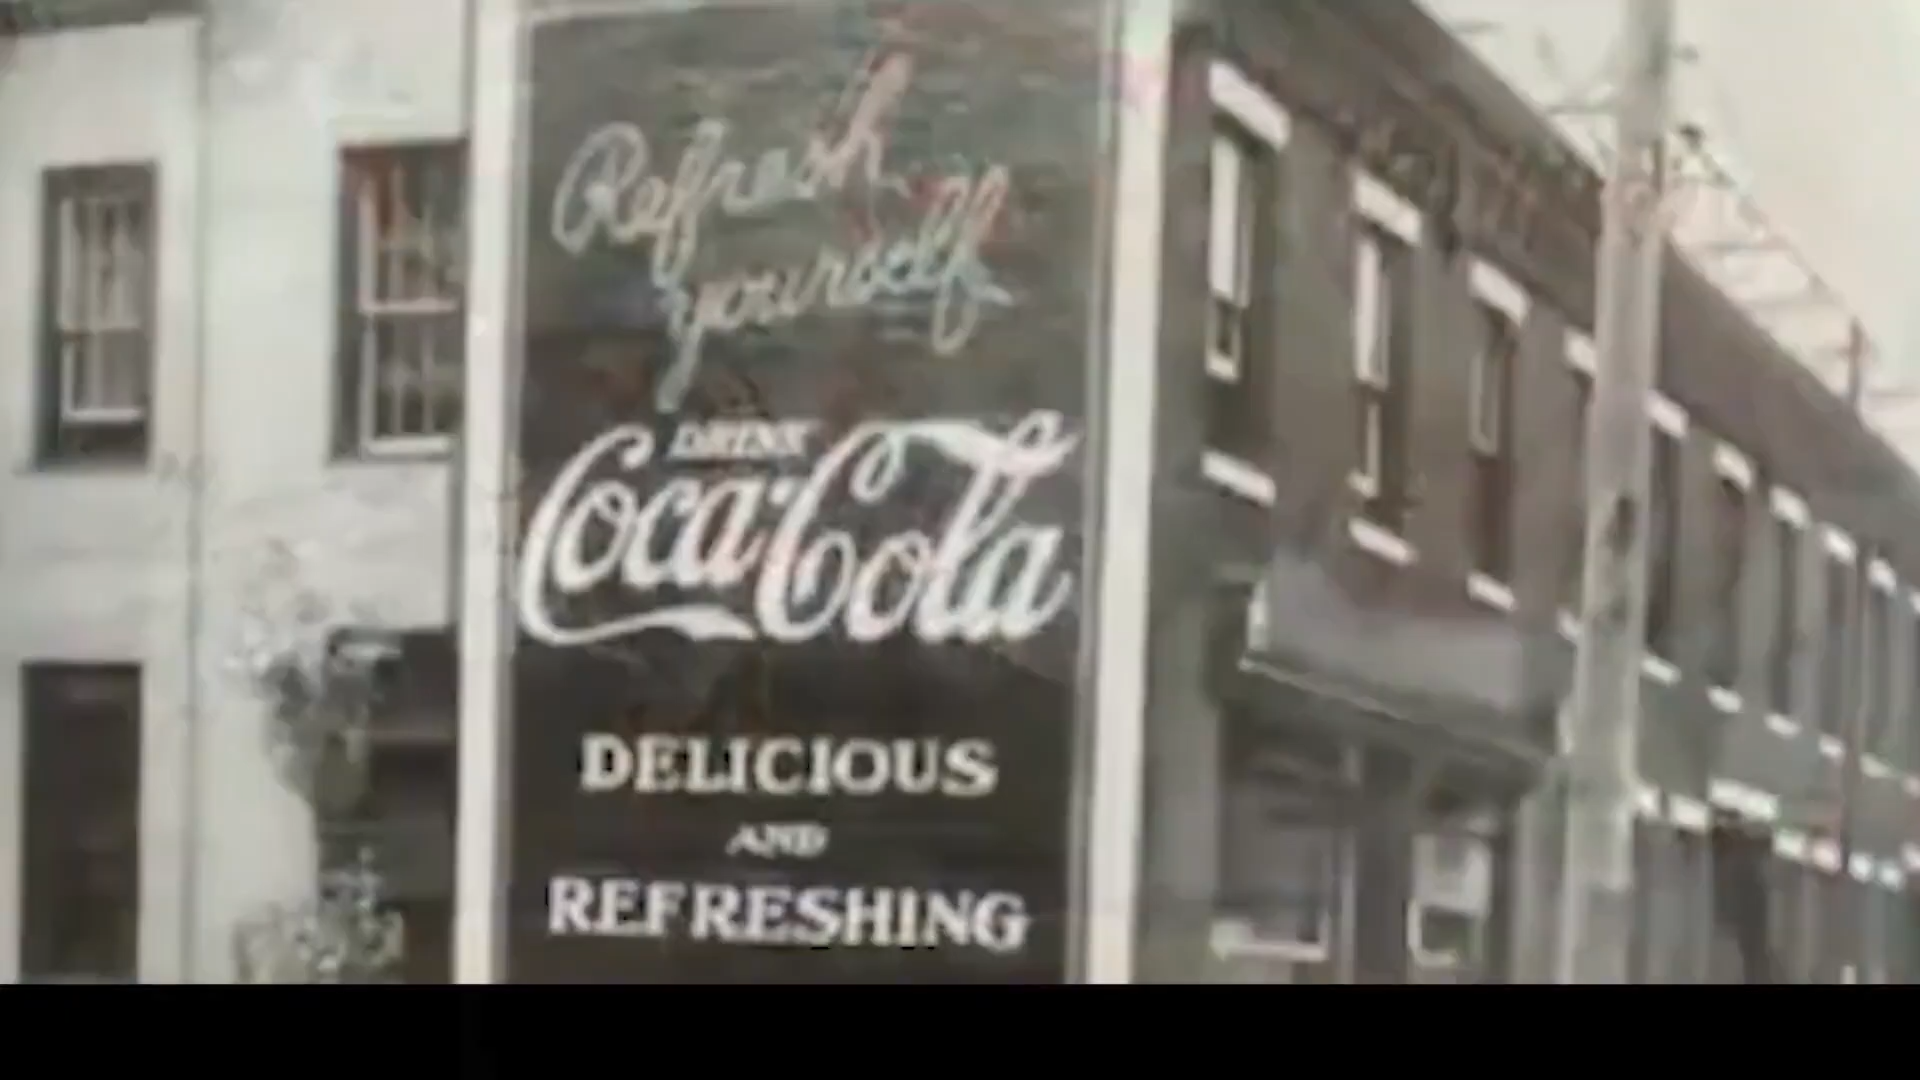 Refresh
yourself
DRINK
Coca-Cola
DELICIOUS
AND
REFRESHING